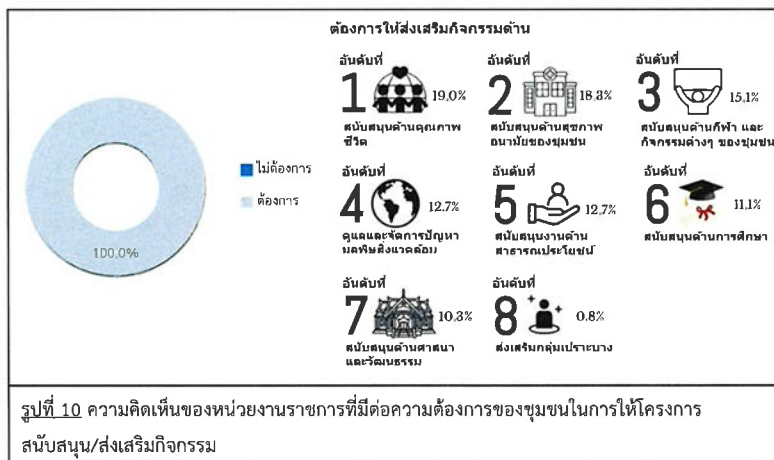 ต้องการให้ส่งเสริมกิจกรรมด้าน
ไม่ต้องการ
ต้องการ
100.0%
อันดับที่
1
19.0%
สนับสนุนด้านคุณภาพ
ชีวิต
อันดับที่
2
18.3%
สนับสนุนด้านสุขภาพ
อนามัยของชุมชน
อันดับที่
3
15.1%
สนับสนุนด้านกีฬา และ
กิจกรรมต่างๆ ของชุมชน
อันดับที่
4
12.7%
ดูแลและจัดการปัญหา
มลพิษสิ่งแวดล้อม
อันดับที่
5
12.7%
สนับสนุนงานด้าน
สาธารณประโยชน์
อันดับที่
6
11.1%
สนับสนุนด้านการศึกษา
อันดับที่
7
10.3%
สนับสนุนด้านศาสนา
และวัฒนธรรม
อันดับที่
8
0.8%
ส่งเสริมกลุ่มเปราะบาง
รูปที่ 10 ความคิดเห็นของหน่วยงานราชการที่มีต่อความต้องการของชุมชนในการให้โครงการ
สนับสนุน/ส่งเสริมกิจกรรม